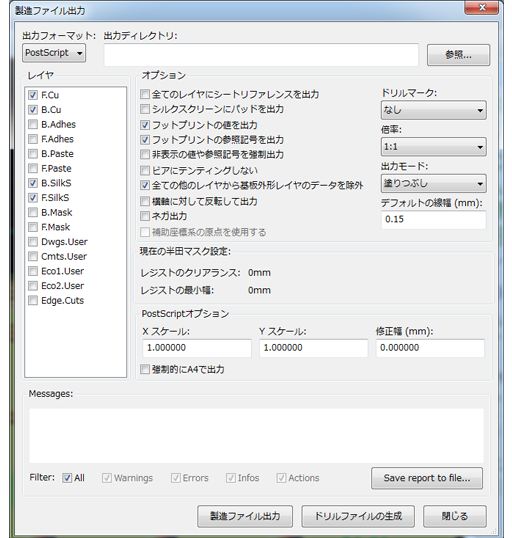 製造ファイル出力
出力フォーマット: 出力ディレクトリ:
PostScript 参照...
レイヤ
F.Cu
B.Cu
B.Adhes
F.Adhes
B.Paste
F.Paste
B.SilkS
F.SilkS
B.Mask
F.Mask
Dwgs.User
Cmts.User
Eco1.User
Eco2.User
Edge.Cuts
オプション
全てのレイヤにシートリファレンスを出力
シルクスクリーンにパッドを出力
フットプリントの値を出力
フットプリントの参照記号を出力
非表示の値や参照記号を強制出力
ビアにテンティングしない
全ての他のレイヤから基板外形レイヤのデータを除外
横軸に対して反転して出力
ネガ出力
補助座標系の原点を使用する
ドリルマーク:
なし
倍率:
1:1
出力モード:
塗りつぶし
デフォルトの線幅 (mm):
0.15
現在の半田マスク設定:
レジストのクリアランス: 0mm
レジストの最小幅: 0mm
PostScriptオプション
X スケール: Y スケール: 修正幅 (mm):
1.000000 1.000000 0.000000
強制的にA4で出力
Messages:
Filter: All Warnings Errors Infos Actions Save report to file...
製造ファイル出力 ドリルファイルの生成 閉じる